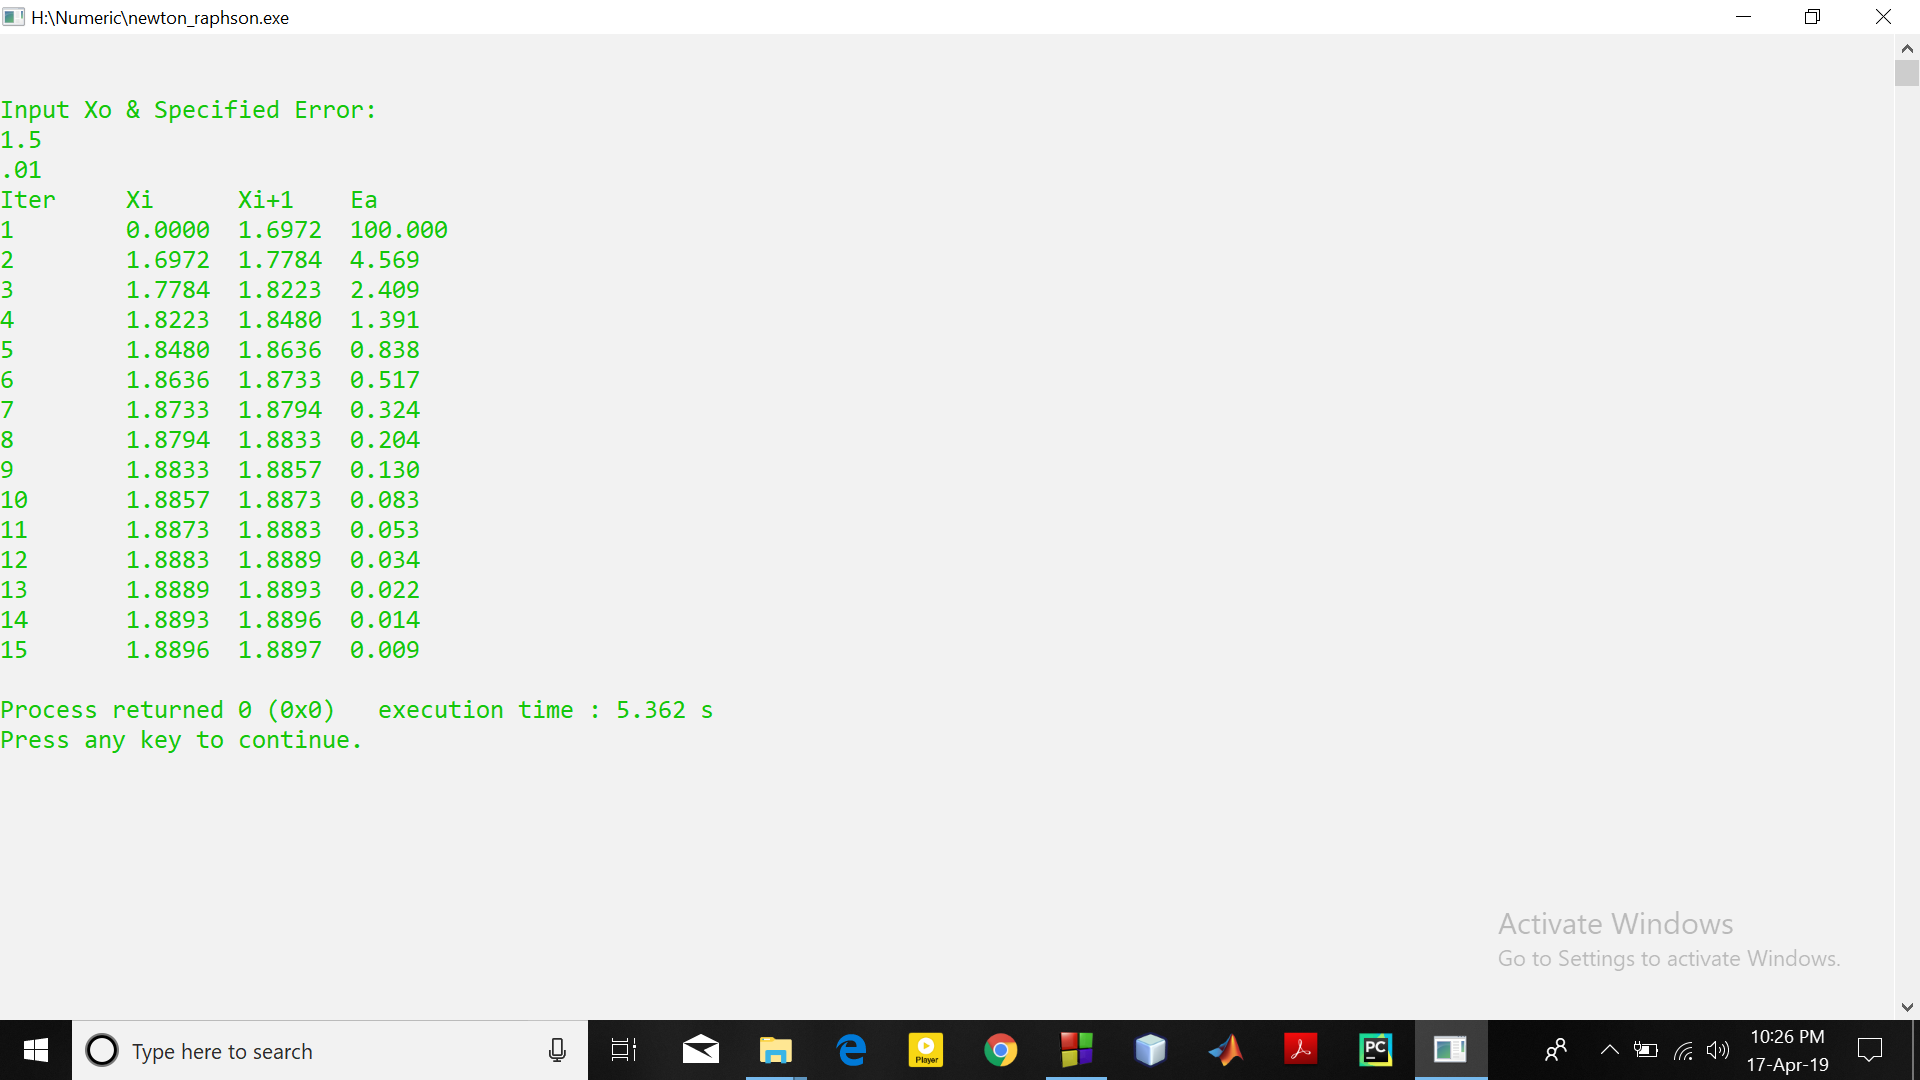 H:\Numeric\newton_raphson.exe
Input Xo & Specified Error:
1.5
.01
Iter Xi Xi+1 Ea
1 0.0000 1.6972 100.000
2 1.6972 1.7784 4.569
3 1.7784 1.8223 2.409
4 1.8223 1.8480 1.391
5 1.8480 1.8636 0.838
6 1.8636 1.8733 0.517
7 1.8733 1.8794 0.324
8 1.8794 1.8833 0.204
9 1.8833 1.8857 0.130
10 1.8857 1.8873 0.083
11 1.8873 1.8883 0.053
12 1.8883 1.8889 0.034
13 1.8889 1.8893 0.022
14 1.8893 1.8896 0.014
15 1.8896 1.8897 0.009
Process returned 0 (0x0) execution time : 5.362 s
Press any key to continue.
Activate Windows
Go to Settings to activate Windows.
Type here to search
Player
PC
10:26 PM
17-Apr-19